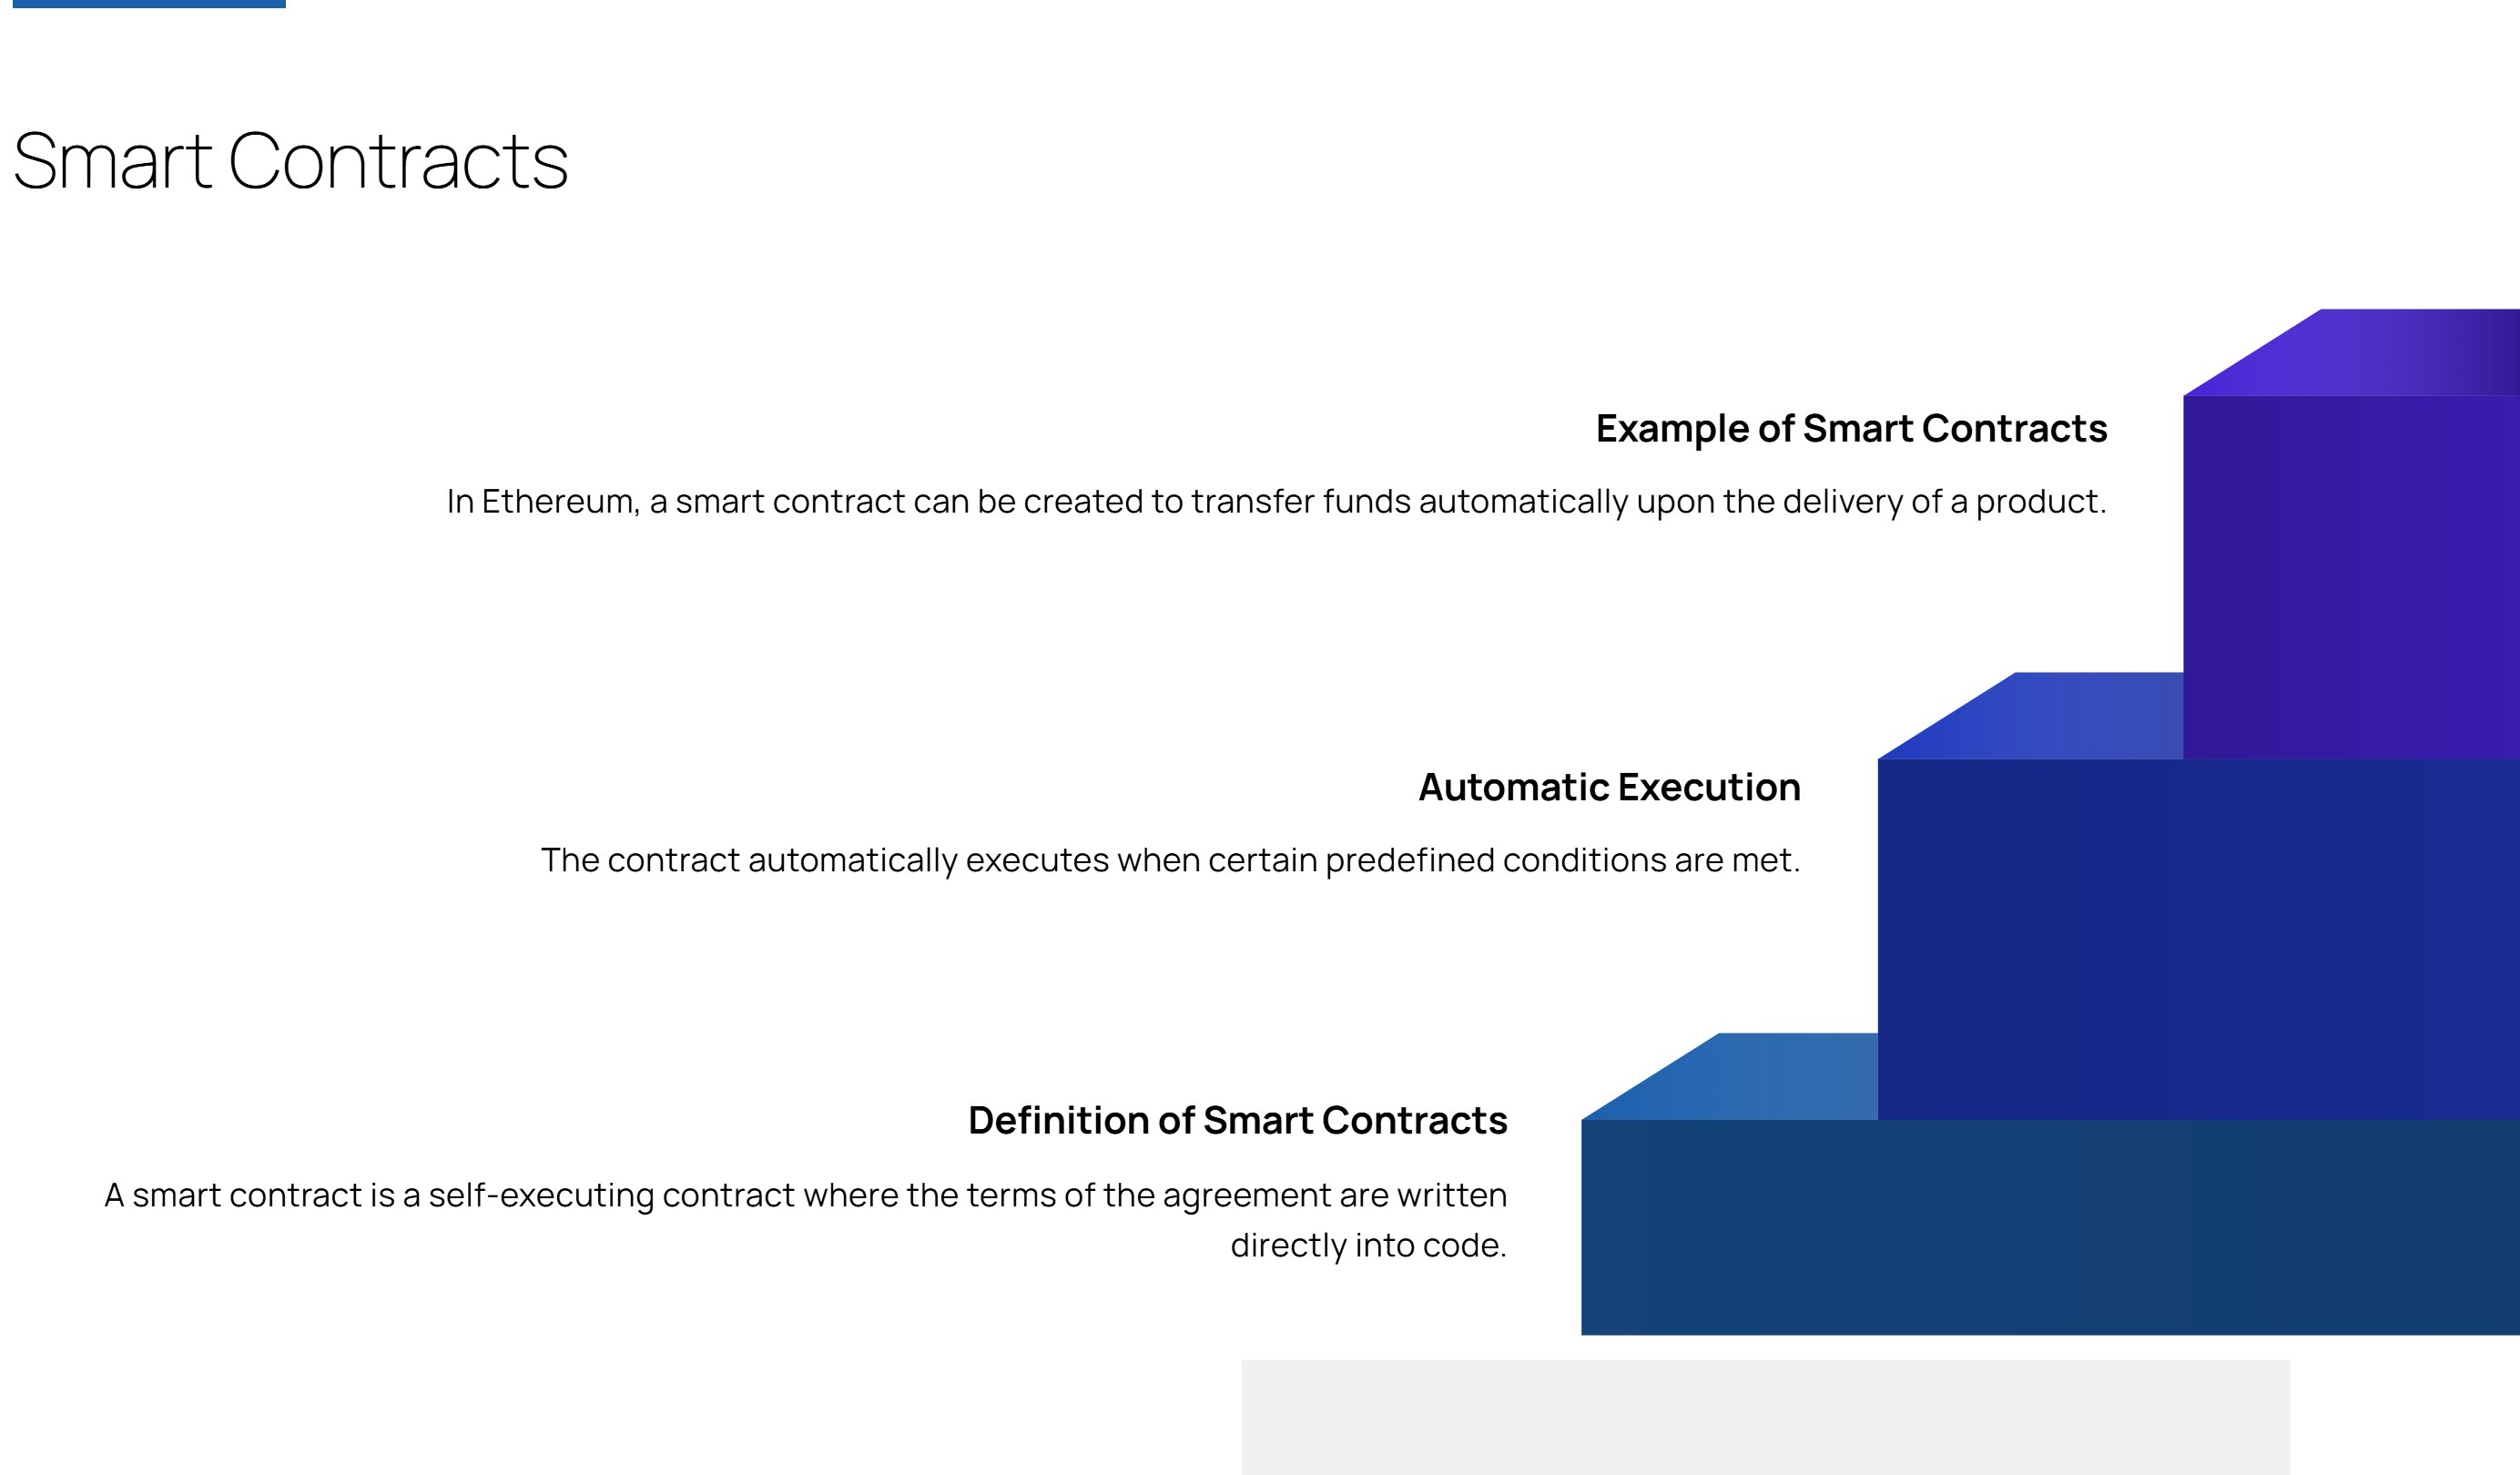 Smart Contracts
Example of Smart Contracts
In Ethereum, a smart contract can be created to transfer funds automatically upon the delivery of a product.
Automatic Execution
The contract automatically executes when certain predefined conditions are met.
Definition of Smart Contracts
A smart contract is a self-executing contract where the terms of the agreement are written
directly into code.